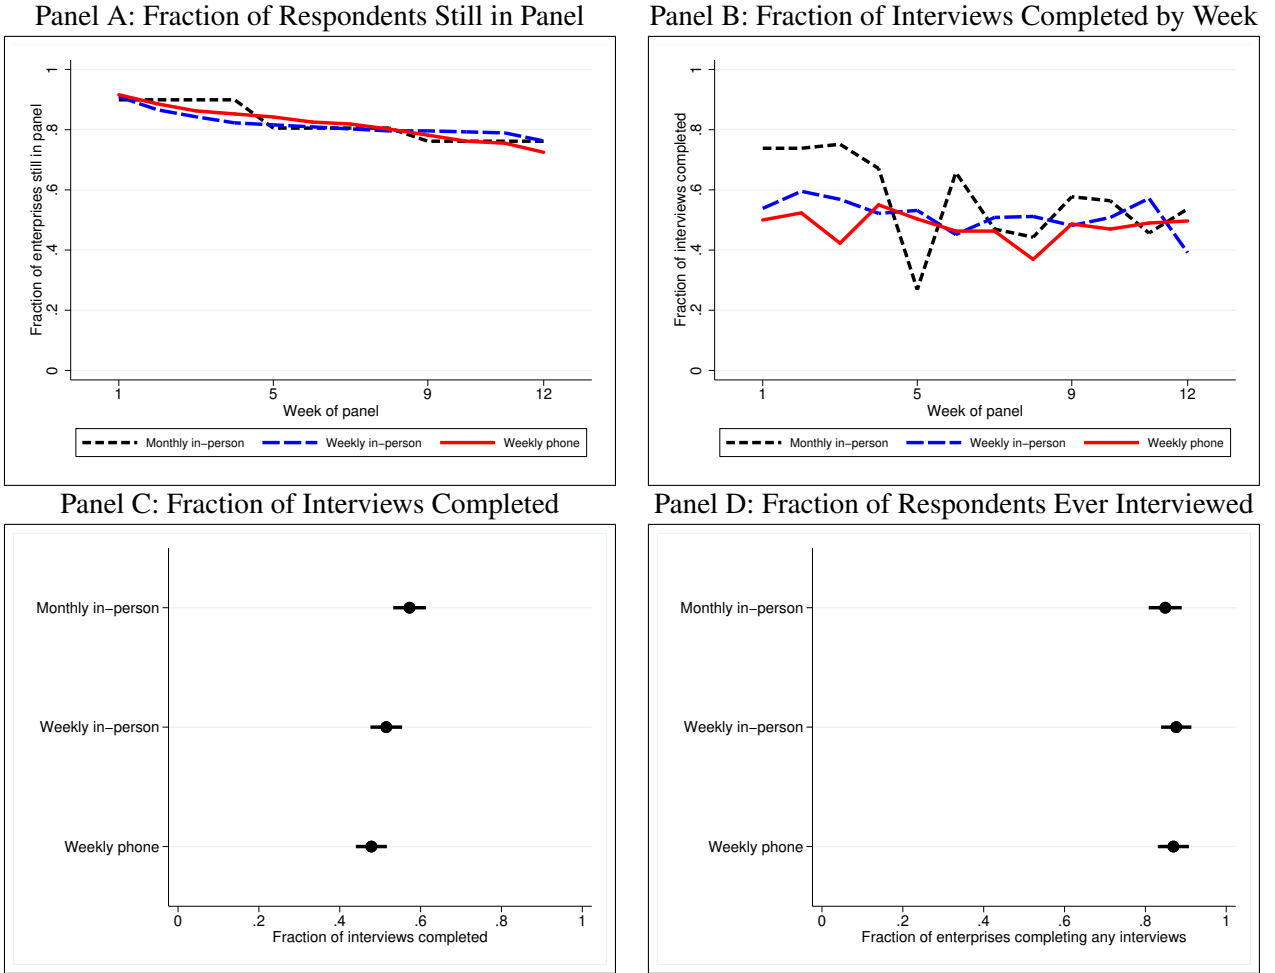 Panel A: Fraction of Respondents Still in Panel
Fraction of enterprises still in panel
1
.8
.6
.4
.2
0
1 5 9 12
Week of panel
Monthly in−person Weekly in−person Weekly phone
Panel B: Fraction of Interviews Completed by Week
Fraction of interviews completed
1
.8
.6
.4
.2
0
1 5 9 12
Week of panel
Monthly in−person Weekly in−person Weekly phone
Panel C: Fraction of Interviews Completed
Monthly in−person
Weekly in−person
Weekly phone
0 .2 .4 .6 .8 1
Fraction of interviews completed
Panel D: Fraction of Respondents Ever Interviewed
Monthly in−person
Weekly in−person
Weekly phone
0 .2 .4 .6 .8 1
Fraction of enterprises completing any interviews